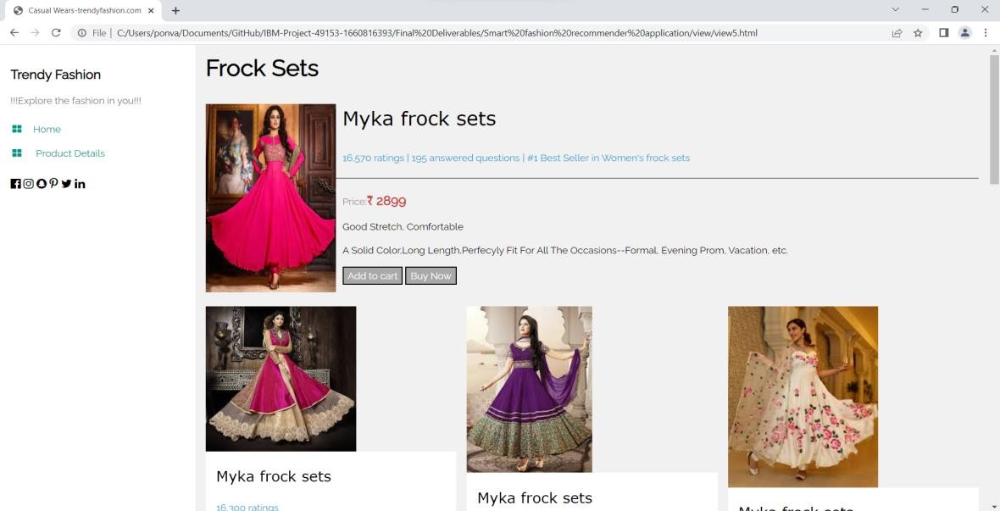 Casual Wears-trendyfashion.com
File | C:/Users/ponva/Documents/GitHub/IBM-Project-49153-1660816393/Final%20Deliverables/Smart%20fashion%20recommender%20application/view/view5.html
Trendy Fashion
!!!Explore the fashion in you!!!
Home
Product Details
Frock Sets
Myka frock sets
16,570 ratings | 195 answered questions | #1 Best Seller in Women's frock sets
Price:₹ 2899
Good Stretch, Comfortable
A Solid Color,Long Length,Perfecyly Fit For All The Occasions--Formal, Evening Prom, Vacation, etc.
Add to cart Buy Now
Myka frock sets
16,300 ratings
Myka frock sets
Myka frock sets